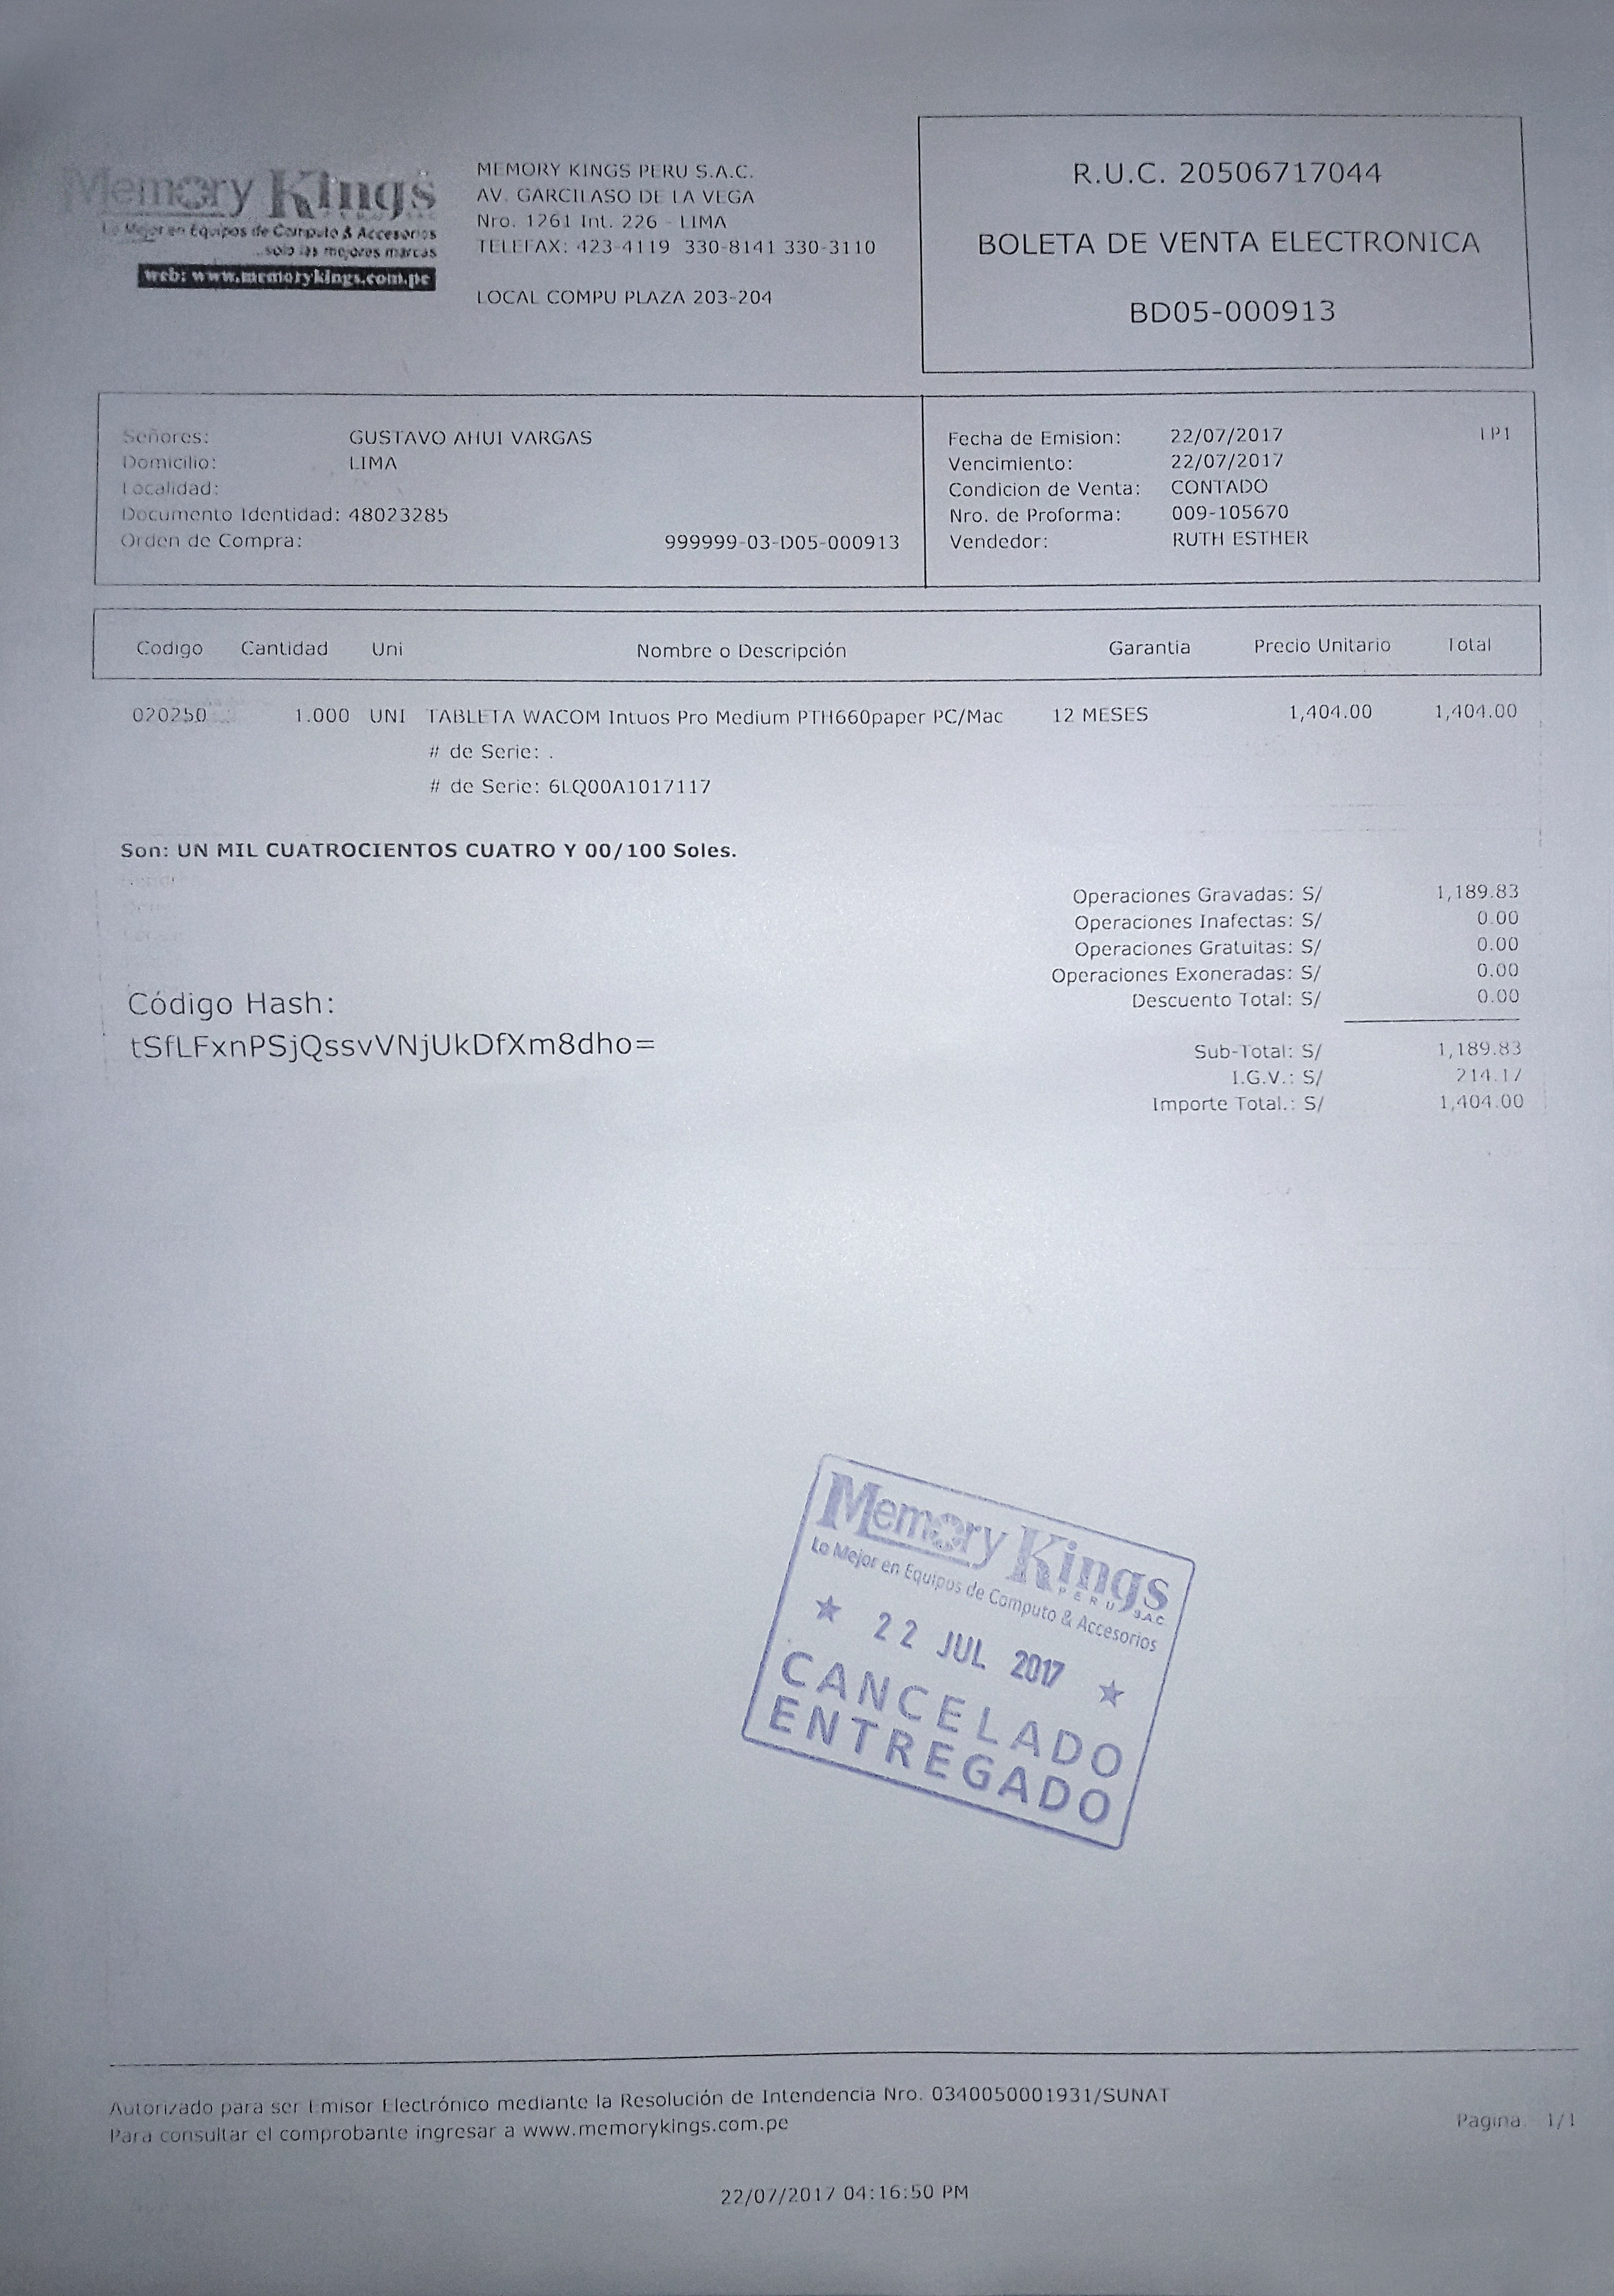 Memory Kings
PERU S.A.C.
Lo Mejor en Equipos de Computo & Accesorios
...solo las mejores marcas
web: www.memorykings.com.pe
MEMORY KINGS PERU S.A.C.
AV. GARCILASO DE LA VEGA
Nro. 1261 Int. 226 - LIMA
TELEFAX: 423-4119 330-8141 330-3110
LOCAL COMPU PLAZA 203-204
R.U.C. 20506717044
BOLETA DE VENTA ELECTRONICA
BD05-000913
Señores: GUSTAVO AHUI VARGAS
Domicilio: LIMA
Localidad:
Documento Identidad: 48023285
Orden de Compra: 999999-03-D05-000913
Fecha de Emision: 22/07/2017 LP1
Vencimiento: 22/07/2017
Condicion de Venta: CONTADO
Nro. de Proforma: 009-105670
Vendedor: RUTH ESTHER
Codigo Cantidad Uni Nombre o Descripción Garantia Precio Unitario Total
020250 1.000 UNI TABLETA WACOM Intuos Pro Medium PTH660paper PC/Mac 12 MESES 1,404.00 1,404.00
# de Serie: .
# de Serie: 6LQ00A1017117
Son: UN MIL CUATROCIENTOS CUATRO Y 00/100 Soles.
Operaciones Gravadas: S/ 1,189.83
Operaciones Inafectas: S/ 0.00
Operaciones Gratuitas: S/ 0.00
Operaciones Exoneradas: S/ 0.00
Descuento Total: S/ 0.00
Código Hash:
tSfLFxnPSjQssvVNjUkDfXm8dho=
Sub-Total: S/ 1,189.83
I.G.V.: S/ 214.17
Importe Total.: S/ 1,404.00
Memory Kings
PERU S.A.C.
Lo Mejor en Equipos de Computo & Accesorios
★ 22 JUL 2017 ★
CANCELADO
ENTREGADO
Autorizado para ser Emisor Electrónico mediante la Resolución de Intendencia Nro. 0340050001931/SUNAT
Para consultar el comprobante ingresar a www.memorykings.com.pe
Pagina 1/1
22/07/2017 04:16:50 PM